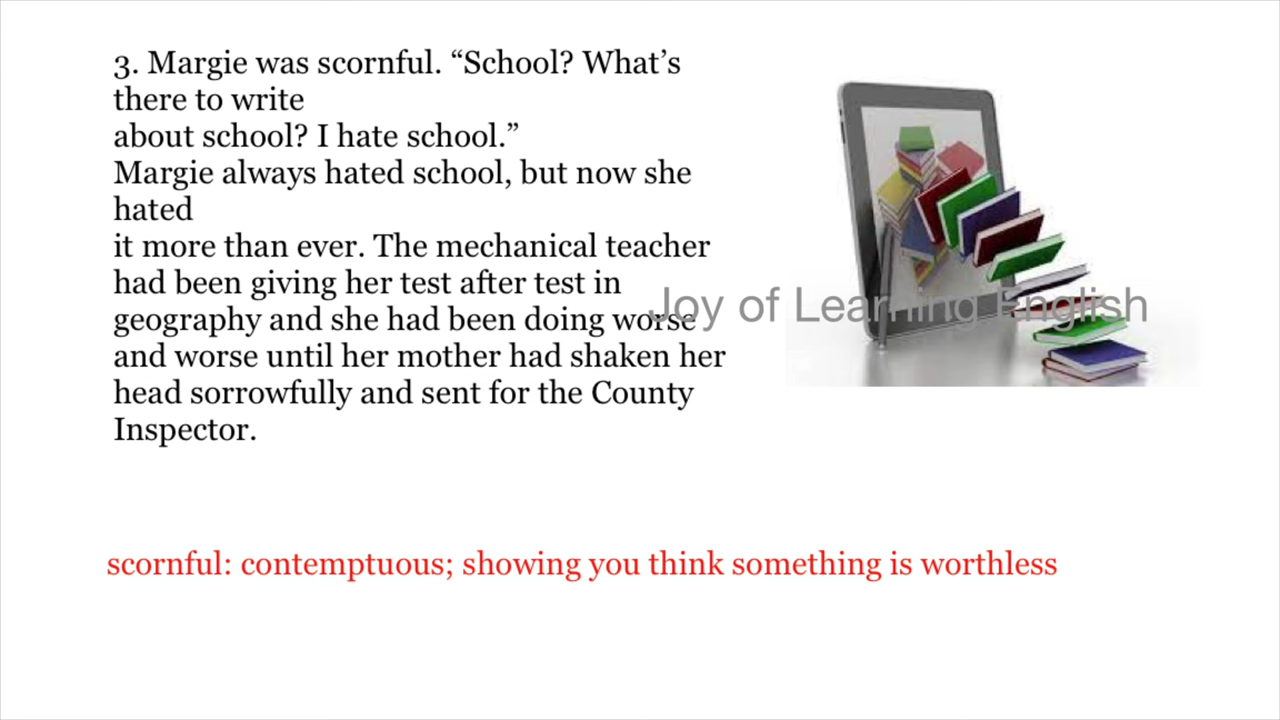 3. Margie was scornful. “School? What’s
there to write
about school? I hate school.”
Margie always hated school, but now she
hated
it more than ever. The mechanical teacher
had been giving her test after test in
geography and she had been doing worse
and worse until her mother had shaken her
head sorrowfully and sent for the County
Inspector.
Joy of Learning English
scornful: contemptuous; showing you think something is worthless